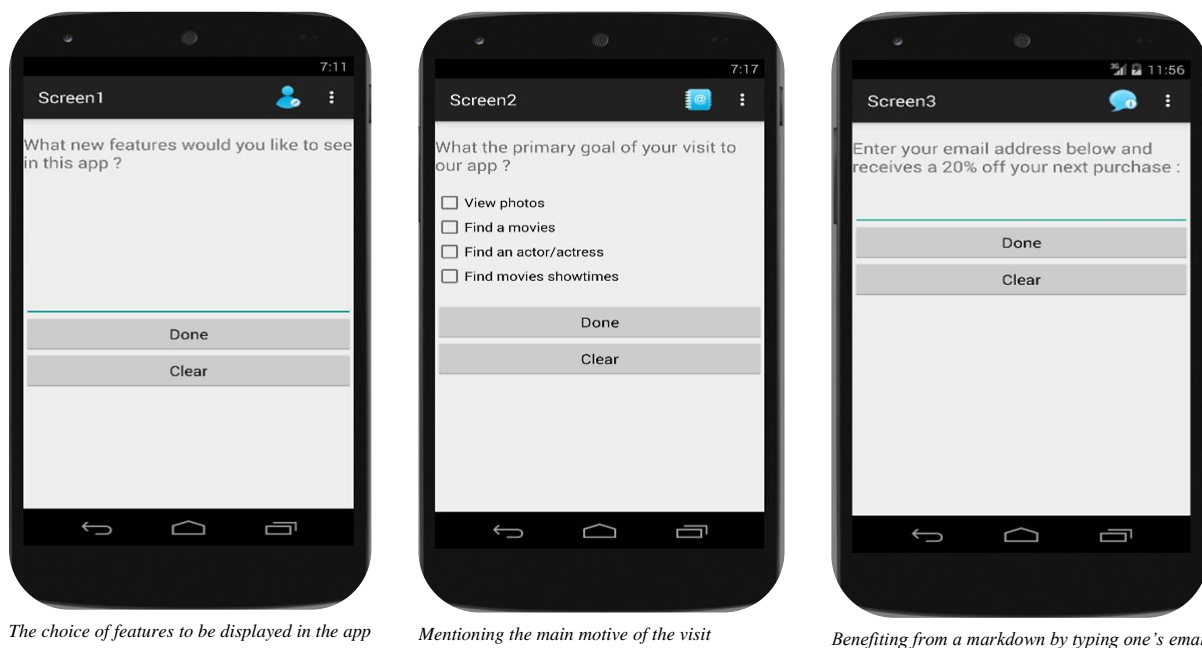 7:11
Screen1
What new features would you like to see
in this app ?
Done
Clear
The choice of features to be displayed in the app
7:17
Screen2
@
What the primary goal of your visit to
our app ?
View photos
Find a movies
Find an actor/actress
Find movies showtimes
Done
Clear
Mentioning the main motive of the visit
3G 11:56
Screen3
Enter your email address below and
receives a 20% off your next purchase :
Done
Clear
Benefiting from a markdown by typing one's